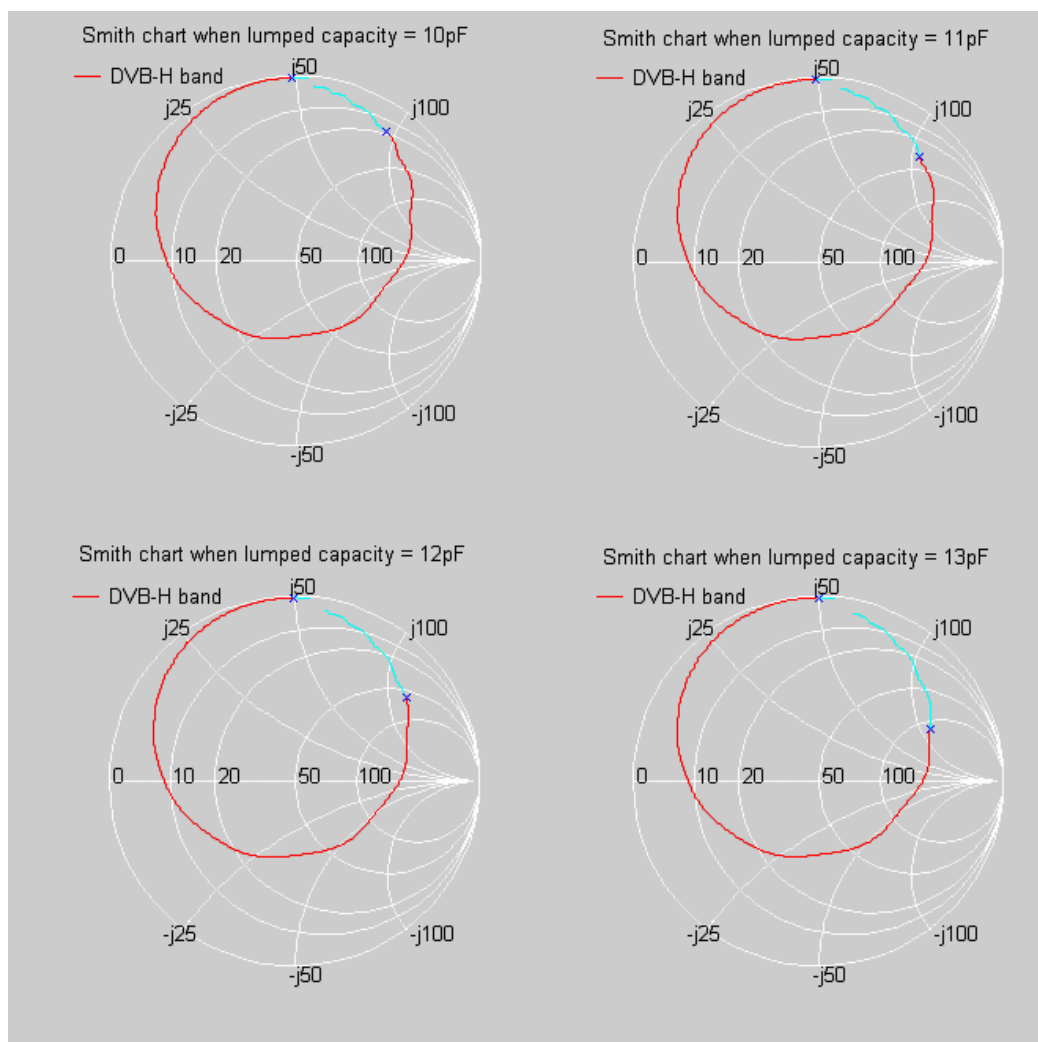 Smith chart when lumped capacity = 10pF
DVB-H band
j50
j25
j100
0
10
20
50
100
-j25
-j100
-j50
Smith chart when lumped capacity = 11pF
DVB-H band
j50
j25
j100
0
10
20
50
100
-j25
-j100
-j50
Smith chart when lumped capacity = 12pF
DVB-H band
j50
j25
j100
0
10
20
50
100
-j25
-j100
-j50
Smith chart when lumped capacity = 13pF
DVB-H band
j50
j25
j100
0
10
20
50
100
-j25
-j100
-j50